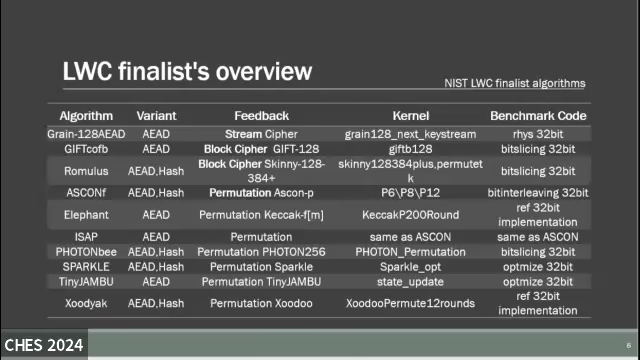 LWC finalist's overview
NIST LWC finalist algorithms
Algorithm Variant Feedback Kernel Benchmark Code
Grain-128AEAD AEAD Stream Cipher grain128_next_keystream rhys 32bit
GIFTcofb AEAD Block Cipher GIFT-128 giftb128 bitslicing 32bit
Romulus AEAD,Hash Block Cipher Skinny-128-384+ skinny128384plus,permutetk bitslicing 32bit
ASCONf AEAD,Hash Permutation Ascon-p P6\P8\P12 bitinterleaving 32bit
Elephant AEAD Permutation Keccak-f[m] KeccakP200Round ref 32bit implementation
ISAP AEAD Permutation same as ASCON same as ASCON
PHOTONbee AEAD,Hash Permutation PHOTON256 PHOTON_Permutation bitslicing 32bit
SPARKLE AEAD,Hash Permutation Sparkle Sparkle_opt optmize 32bit
TinyJAMBU AEAD Permutation TinyJAMBU state_update optimize 32bit
Xoodyak AEAD,Hash Permutation Xoodoo XoodooPermute12rounds ref 32bit implementation
CHES 2024
6